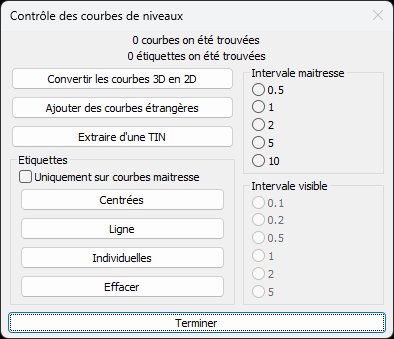 Contrôle des courbes de niveaux
0 courbes on été trouvées
0 étiquettes on été trouvées
Convertir les courbes 3D en 2D
Ajouter des courbes étrangères
Extraire d'une TIN
Etiquettes
Uniquement sur courbes maitresse
Centrées
Ligne
Individuelles
Effacer
Intervale maitresse
0.5
1
2
5
10
Intervale visible
0.1
0.2
0.5
1
2
5
Terminer